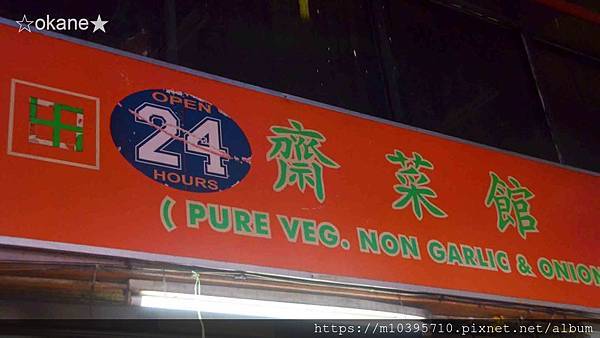 ☆okane★
OPEN
24
HOURS
齋菜館
( PURE VEG. NON GARLIC & ONION
https://m10395710.pixnet.net/album